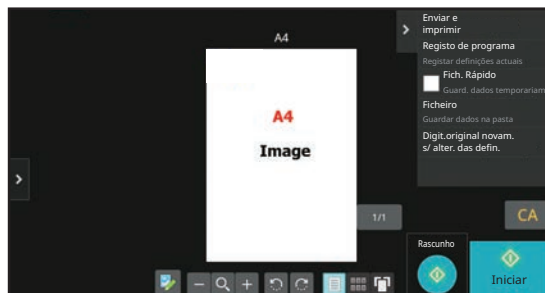 A4
A4
Image
1/1
Enviar e
imprimir
Registo de programa
Registar definições actuais
Fich. Rápido
Guard. dados temporariam
Ficheiro
Guardar dados na pasta
Digit.original novam.
s/ alter. das defin.
CA
Rascunho
Iniciar